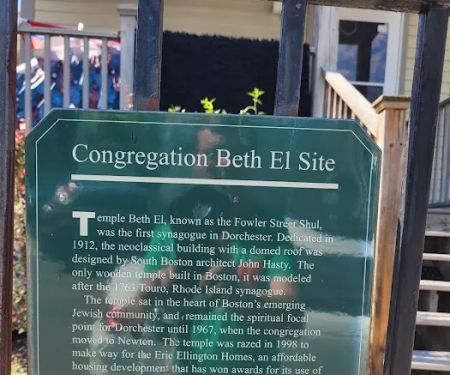 Congregation Beth El Site
Temple Beth El, known as the Fowler Street Shul,
was the first synagogue in Dorchester. Dedicated in
1912, the neoclassical building with a domed roof was
designed by South Boston architect John Hasty. The
only wooden temple built in Boston, it was modeled
after the 1763 Touro, Rhode Island synagogue.
The temple sat in the heart of Boston's emerging
Jewish community, and remained the spiritual focal
point for Dorchester until 1967, when the congregation
moved to Newton. The temple was razed in 1998 to
make way for the Erie Ellington Homes, an affordable
housing development that has won awards for its use of